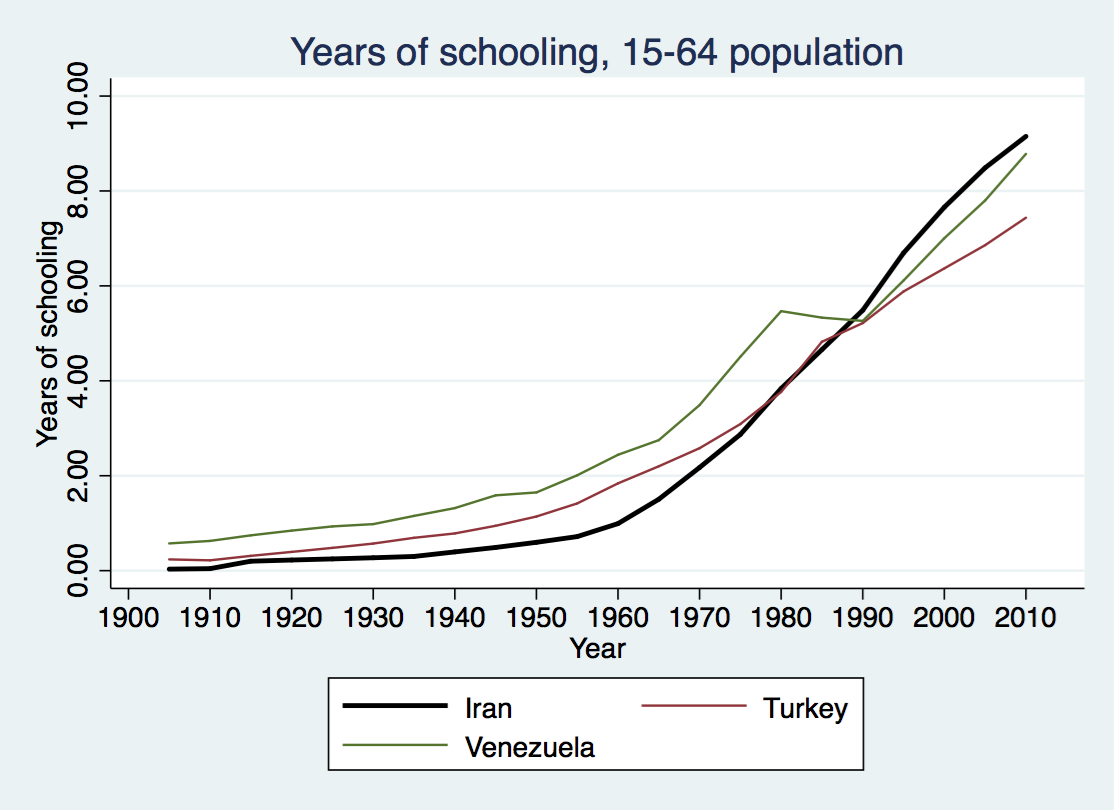 Years of schooling, 15-64 population
Years of schooling
10.00
8.00
6.00
4.00
2.00
0.00
1900 1910 1920 1930 1940 1950 1960 1970 1980 1990 2000 2010
Year
Iran Turkey
Venezuela